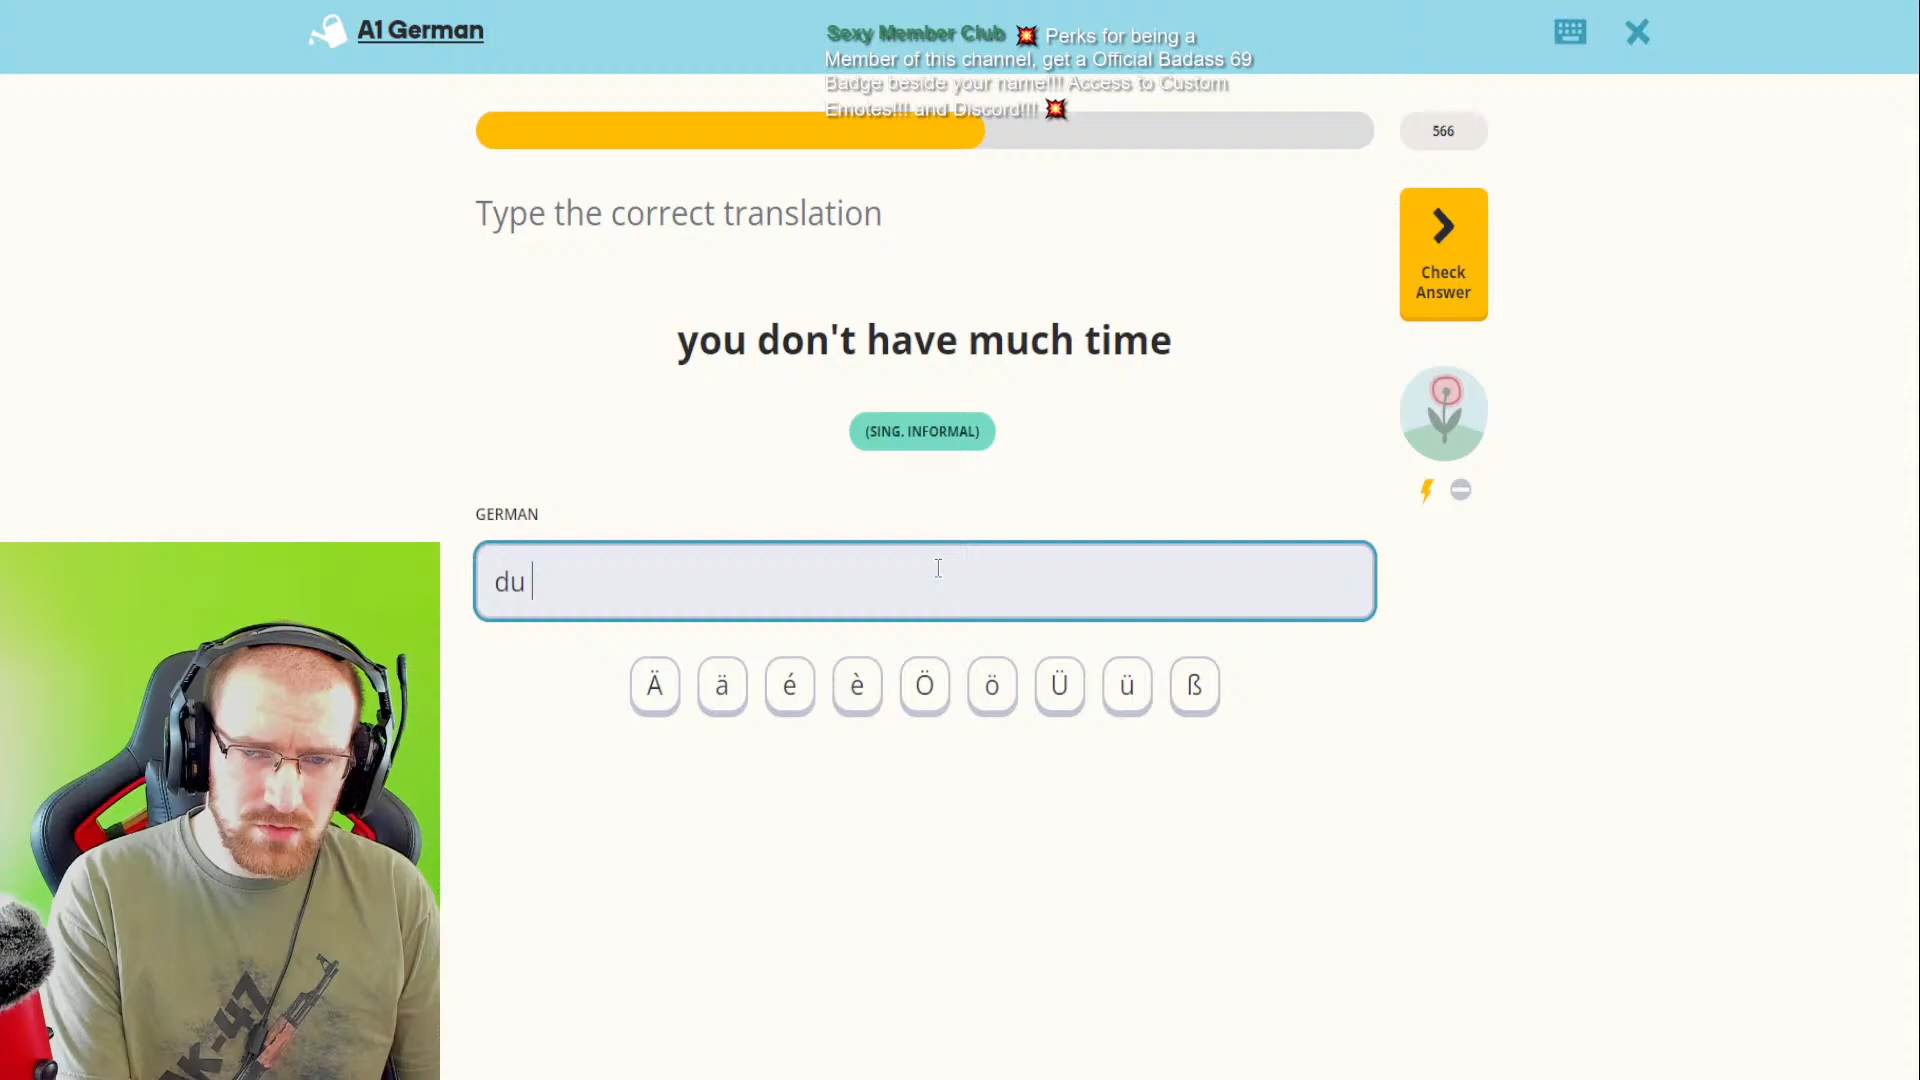 A1 German
Sexy Member Club 💥 Perks for being a
Member of this channel, get a Official Badass 69
Badge beside your name!!! Access to Custom
Emotes!!! and Discord!!! 💥
566
Type the correct translation
Check
Answer
you don't have much time
(SING. INFORMAL)
GERMAN
du
Ä ä é è Ö ö Ü ü ß
AK-47